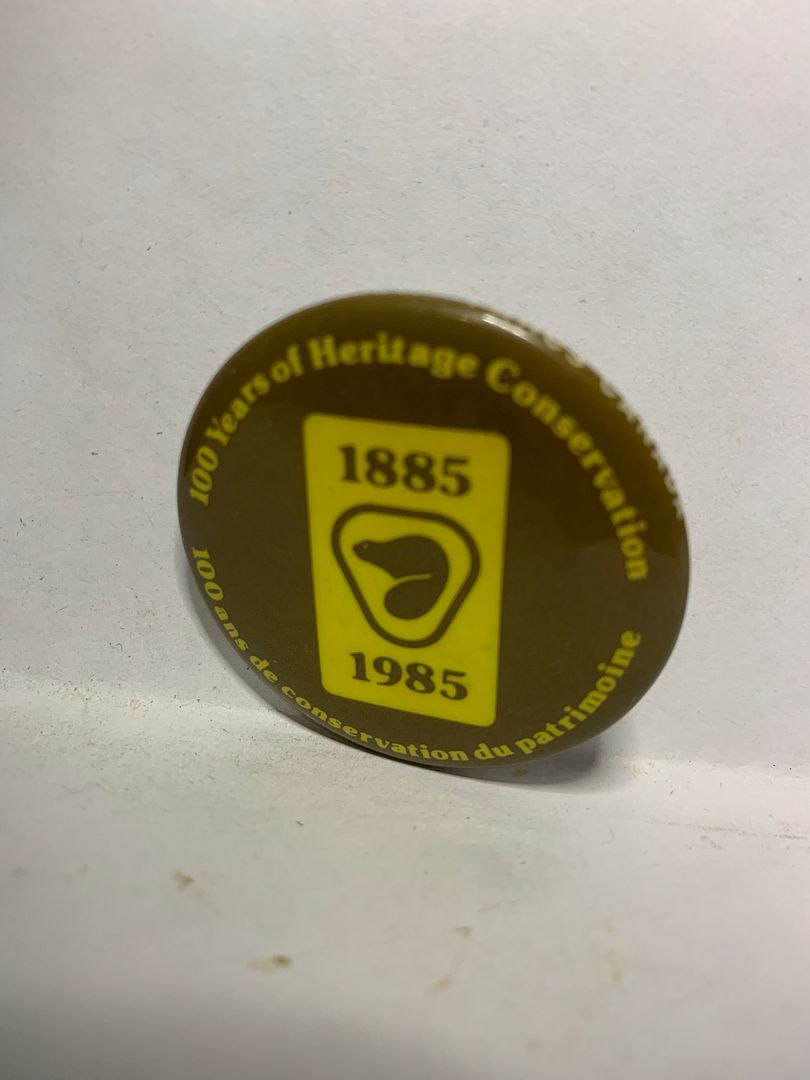 100 Years of Heritage Conservation
1885
1985
100 ans de conservation du patrimoine